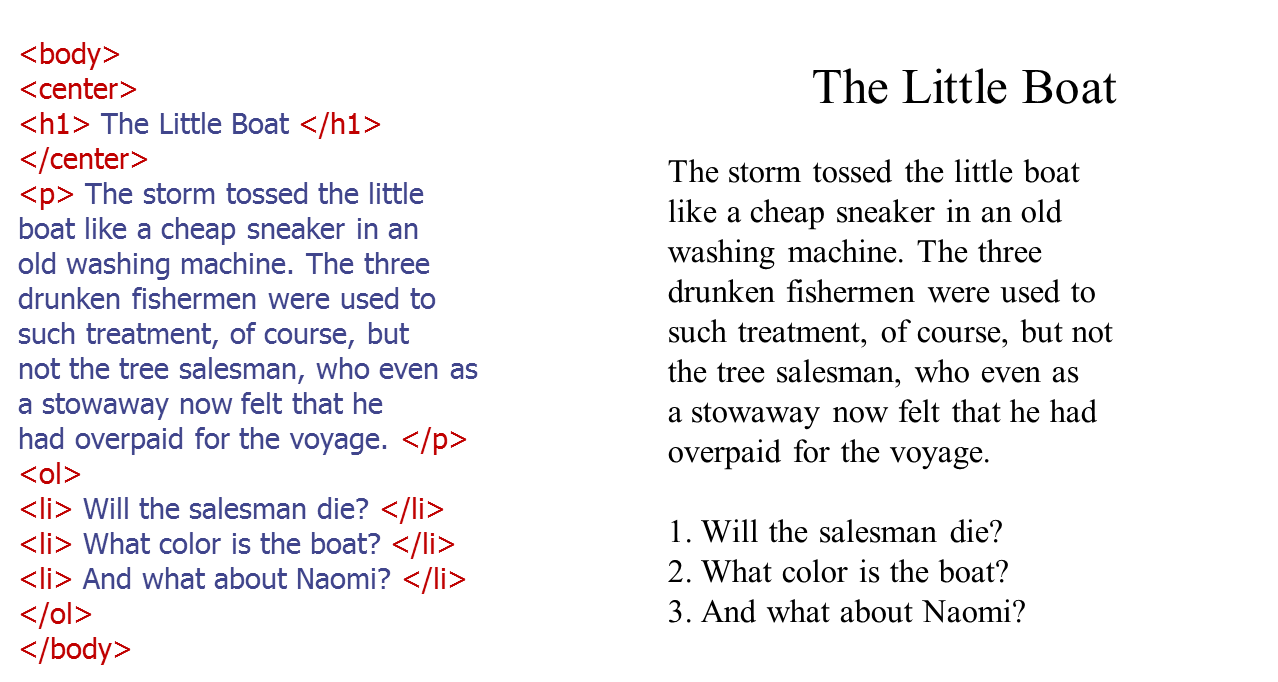 <body>
<center>
<h1> The Little Boat </h1>
</center>
<p> The storm tossed the little
boat like a cheap sneaker in an
old washing machine. The three
drunken fishermen were used to
such treatment, of course, but
not the tree salesman, who even as
a stowaway now felt that he
had overpaid for the voyage. </p>
<ol>
<li> Will the salesman die? </li>
<li> What color is the boat? </li>
<li> And what about Naomi? </li>
</ol>
</body>
The Little Boat
The storm tossed the little boat
like a cheap sneaker in an old
washing machine. The three
drunken fishermen were used to
such treatment, of course, but not
the tree salesman, who even as
a stowaway now felt that he had
overpaid for the voyage.
1. Will the salesman die?
2. What color is the boat?
3. And what about Naomi?